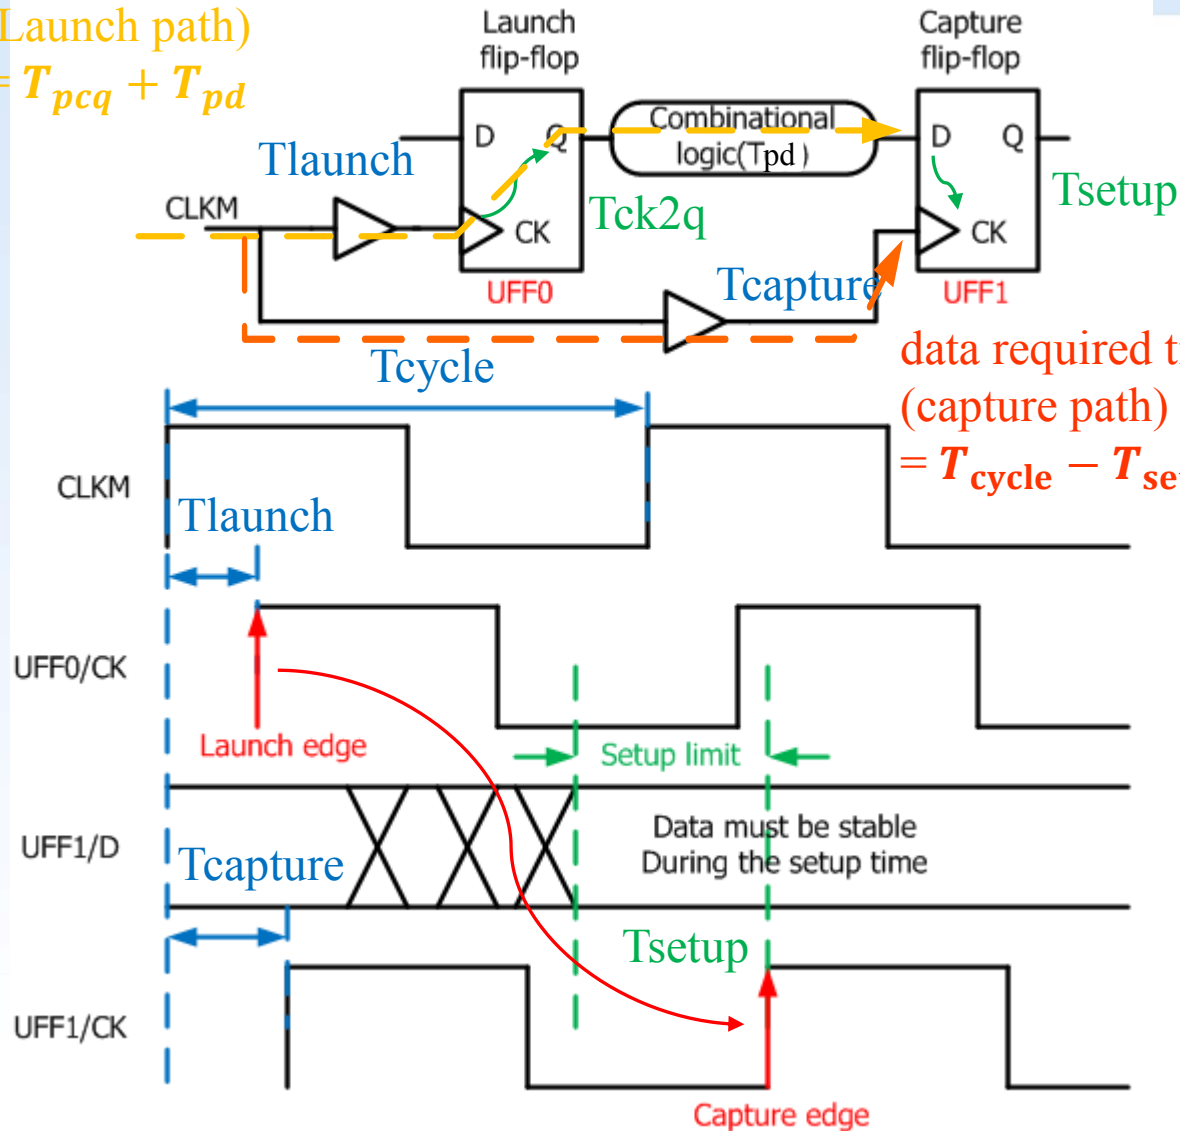 Launch path)
= T_pcq + T_pd
Launch
flip-flop
Capture
flip-flop
D
Q
Combinational
logic(Tpd )
D
Q
Tlaunch
Tsetup
CLKM
CK
Tck2q
CK
UFF0
Tcapture
UFF1
data required
(capture path)
= T_cycle − T
Tcycle
CLKM
Tlaunch
UFF0/CK
Launch edge
Setup limit
UFF1/D
Data must be stable
During the setup time
Tcapture
Tsetup
UFF1/CK
Capture edge